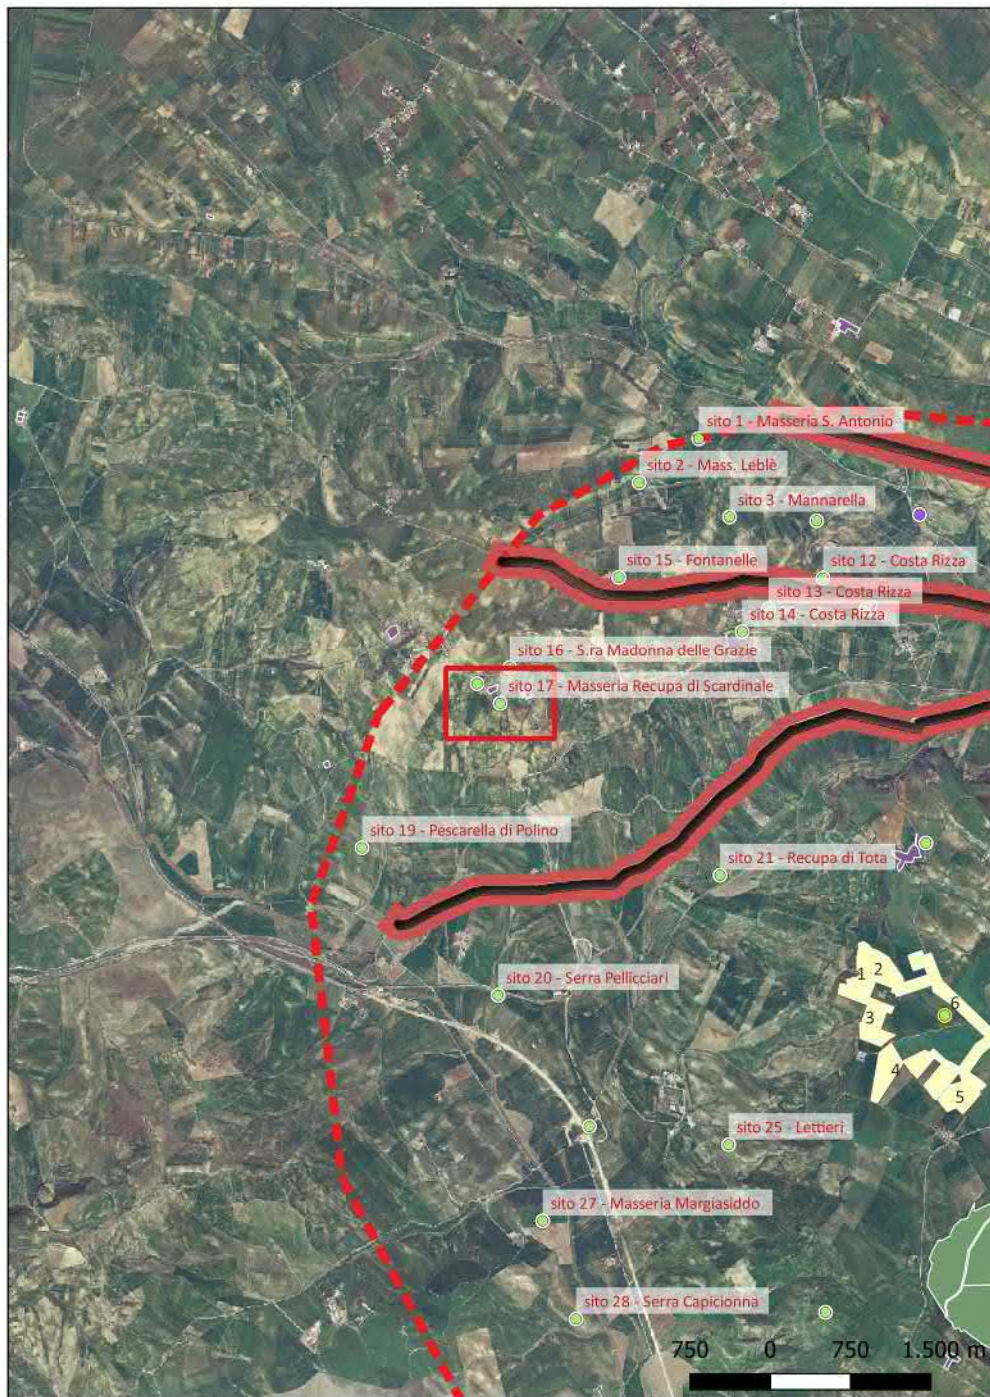 sito 1 - Masseria S. Antonio
sito 2 - Mass. Leblè
sito 3 - Mannarella
sito 15 - Fontanelle
sito 12 - Costa Rizza
sito 13 - Costa Rizza
sito 14 - Costa Rizza
sito 16 - S.ra Madonna delle Grazie
sito 17 - Masseria Recupa di Scardinale
sito 19 - Pescarella di Polino
sito 21 - Recupa di Tota
1
2
3
4
5
6
sito 20 - Serra Pellicciari
sito 25 - Lettieri
sito 27 - Masseria Margiasiddo
sito 28 - Serra Capicionna
750 0 750 1.500 m